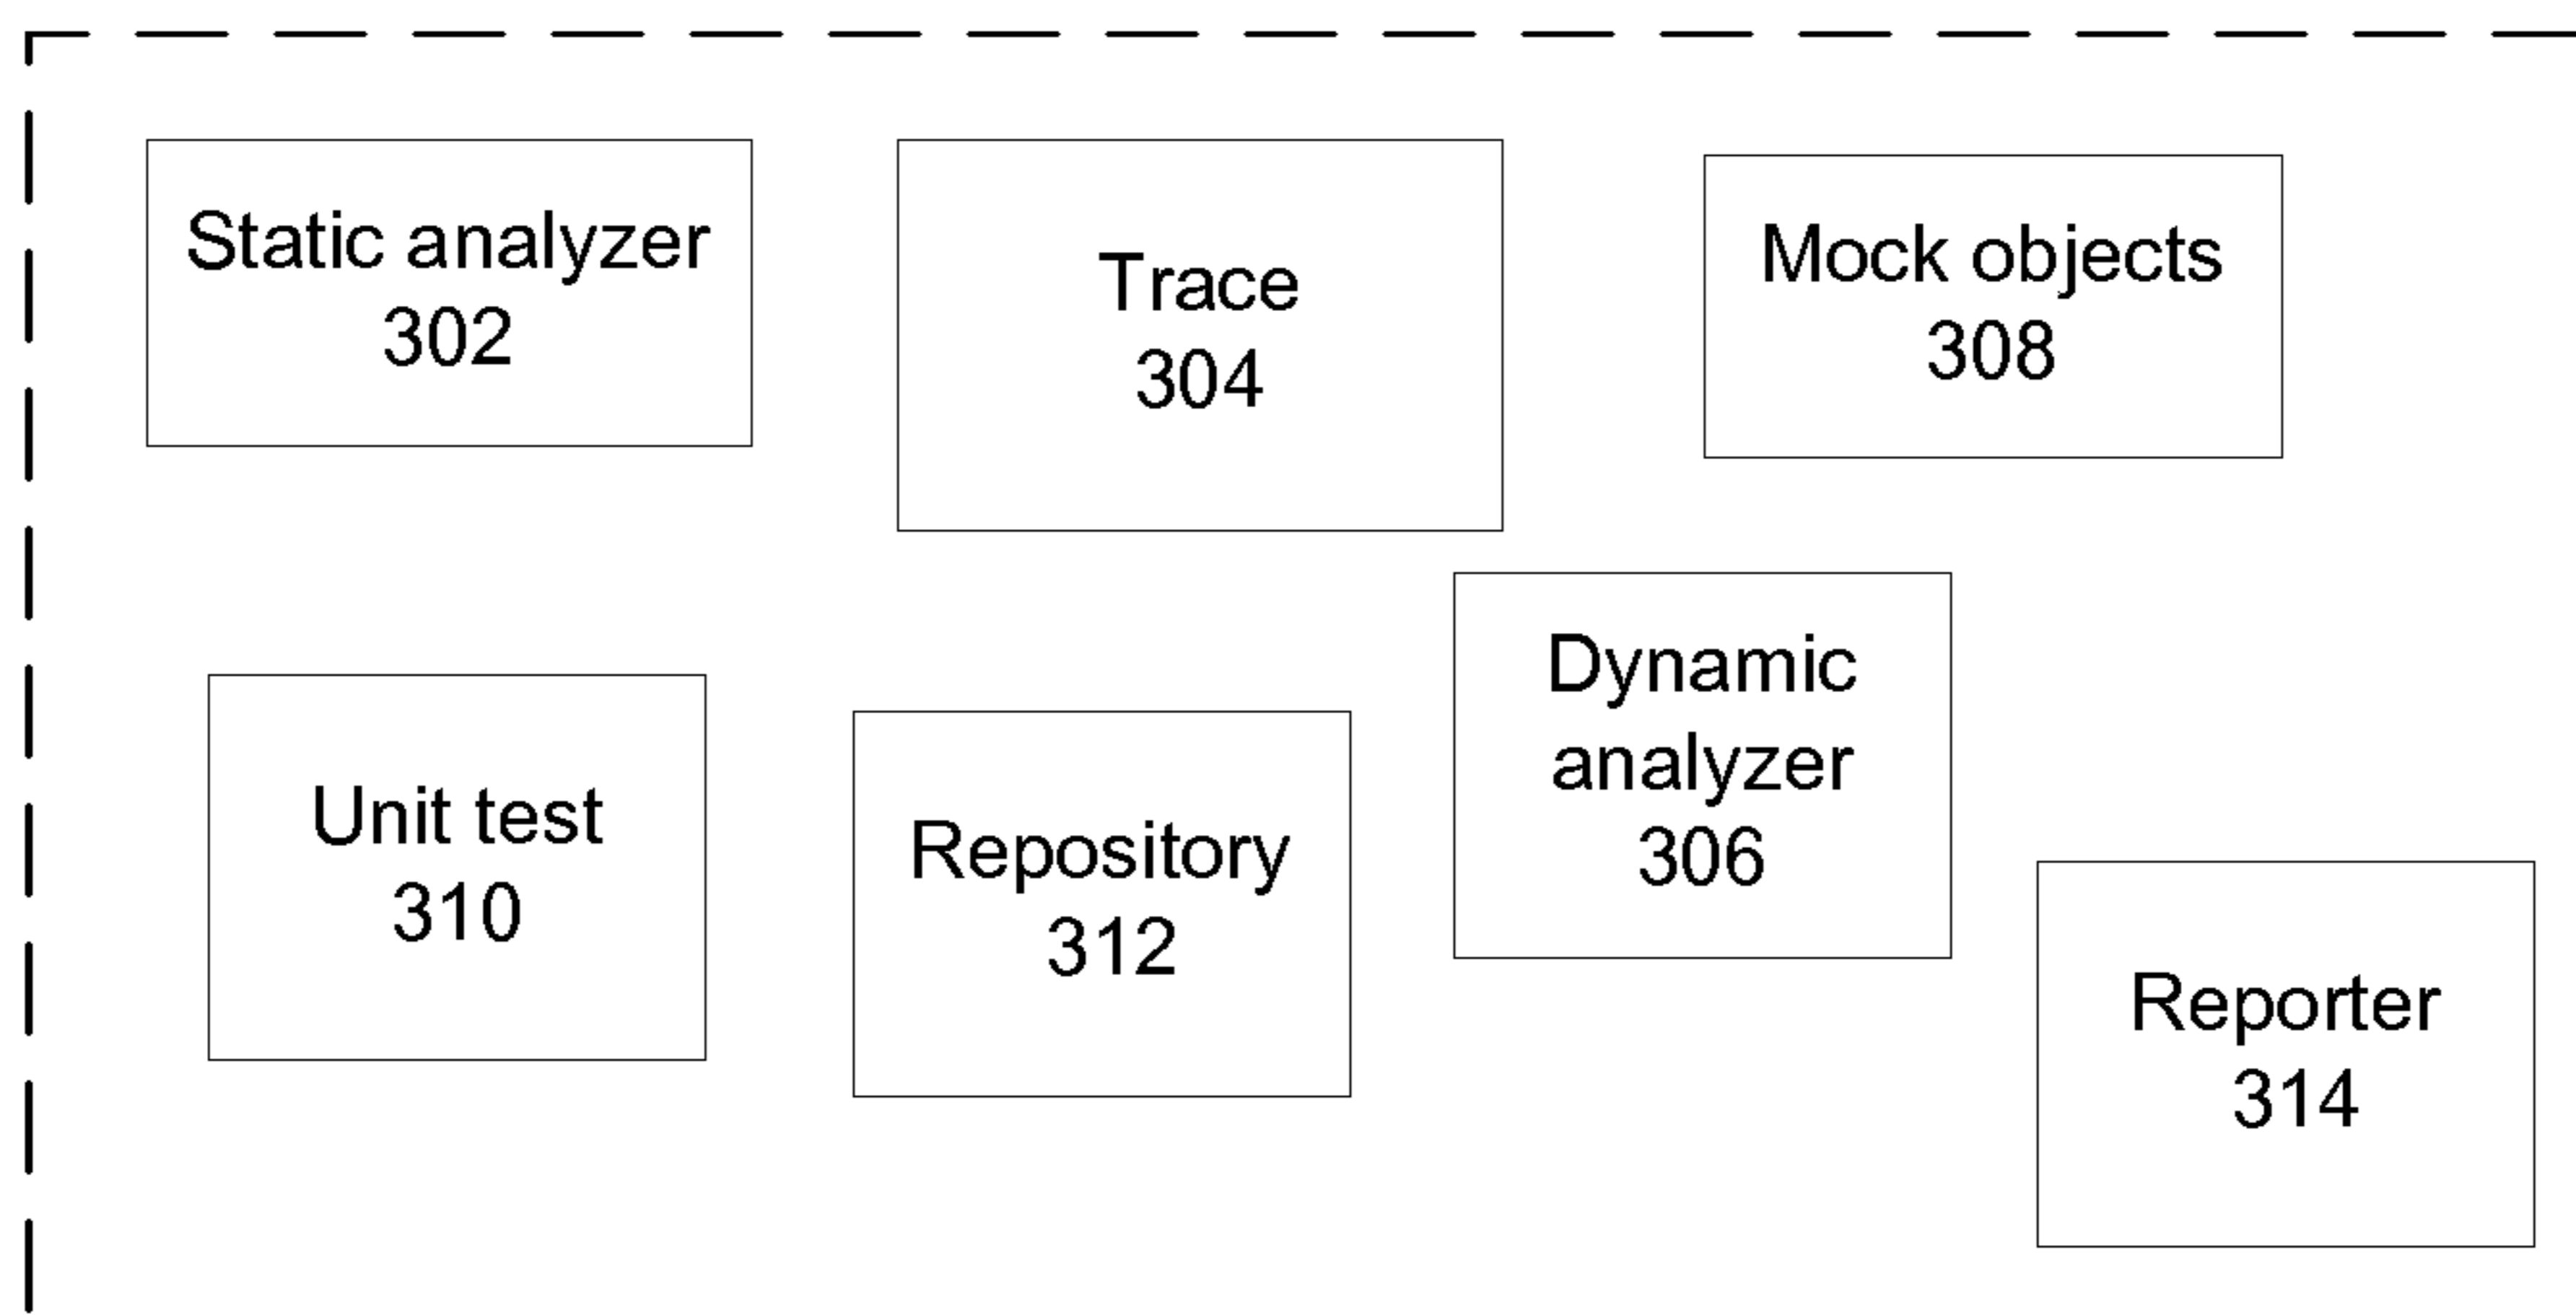 Static analyzer
302
Trace
304
Mock objects
308
Unit test
310
Repository
312
Dynamic
analyzer
306
Reporter
314